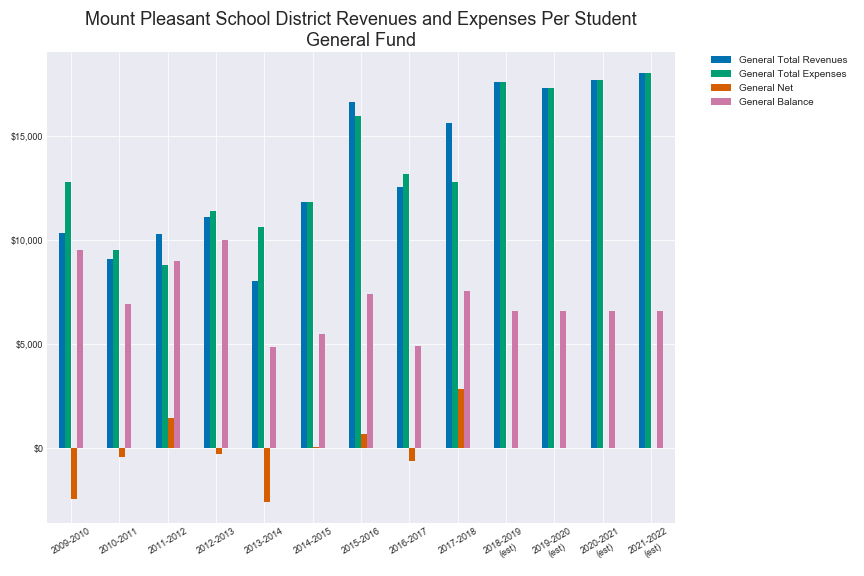 Mount Pleasant School District Revenues and Expenses Per Student
General Fund
General Total Revenues
General Total Expenses
General Net
General Balance
$15,000
$10,000
$5,000
$0
2009-2010
2010-2011
2011-2012
2012-2013
2013-2014
2014-2015
2015-2016
2016-2017
2017-2018
2018-2019
(est)
2019-2020
(est)
2020-2021
(est)
2021-2022
(est)